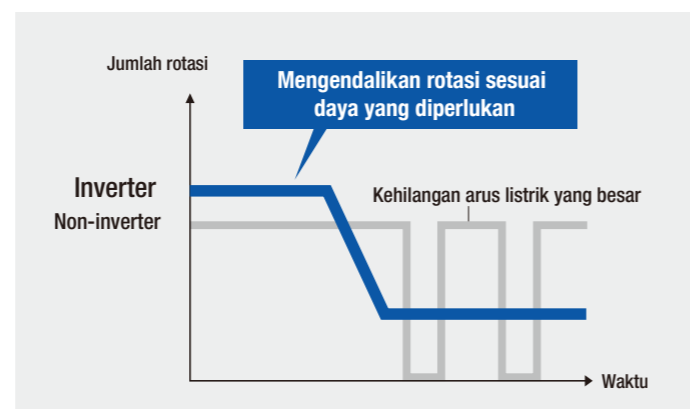 Jumlah rotasi
Mengendalikan rotasi sesuai
daya yang diperlukan
Inverter
Kehilangan arus listrik yang besar
Non-inverter
Waktu